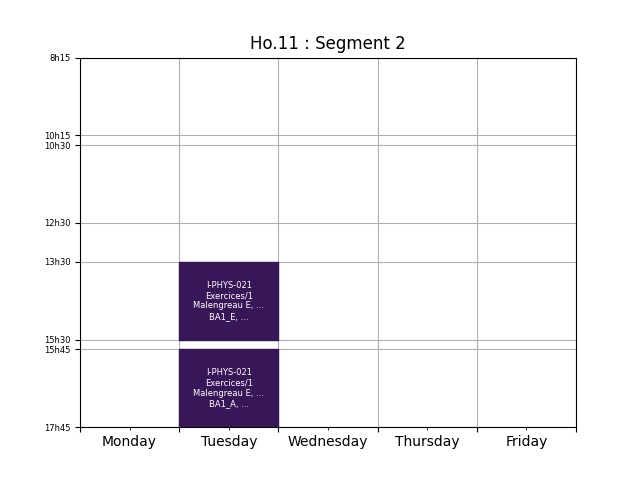 Ho.11 : Segment 2
8h15
10h15
10h30
12h30
13h30
I-PHYS-021
Exercices/1
Malengreau E, ...
BA1_E, ...
15h30
15h45
I-PHYS-021
Exercices/1
Malengreau E, ...
BA1_A, ...
17h45
Monday Tuesday Wednesday Thursday Friday